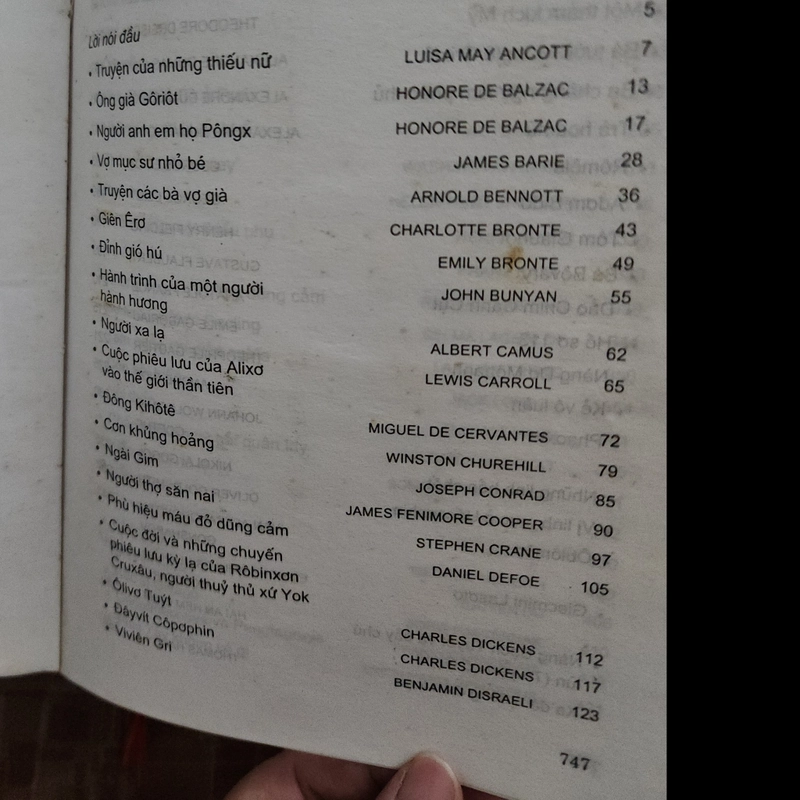 Lời nói đầu 5
• Truyện của những thiếu nữ LUISA MAY ANCOTT 7
• Ông già Gôriôt HONORE DE BALZAC 13
• Người anh em họ Pôngx HONORE DE BALZAC 17
• Vợ mục sư nhỏ bé JAMES BARIE 28
• Truyện các bà vợ già ARNOLD BENNOTT 36
• Giên Êrơ CHARLOTTE BRONTE 43
• Đỉnh gió hú EMILY BRONTE 49
• Hành trình của một người JOHN BUNYAN 55
hành hương
• Người xa lạ ALBERT CAMUS 62
• Cuộc phiêu lưu của Alixơ LEWIS CARROLL 65
vào thế giới thần tiên
• Đông Kihôtê MIGUEL DE CERVANTES 72
• Cơn khủng hoảng WINSTON CHUREHILL 79
• Ngài Gim JOSEPH CONRAD 85
• Người thợ săn nai JAMES FENIMORE COOPER 90
• Phù hiệu máu đỏ dũng cảm STEPHEN CRANE 97
• Cuộc đời và những chuyến DANIEL DEFOE 105
phiêu lưu kỳ lạ của Rôbinxơn
Cruxâu, người thuỷ thủ xứ Yok
• Ôlivơ Tuýt CHARLES DICKENS 112
• Đâyvít Côpơphin CHARLES DICKENS 117
• Viviên Gri BENJAMIN DISRAELI 123
747